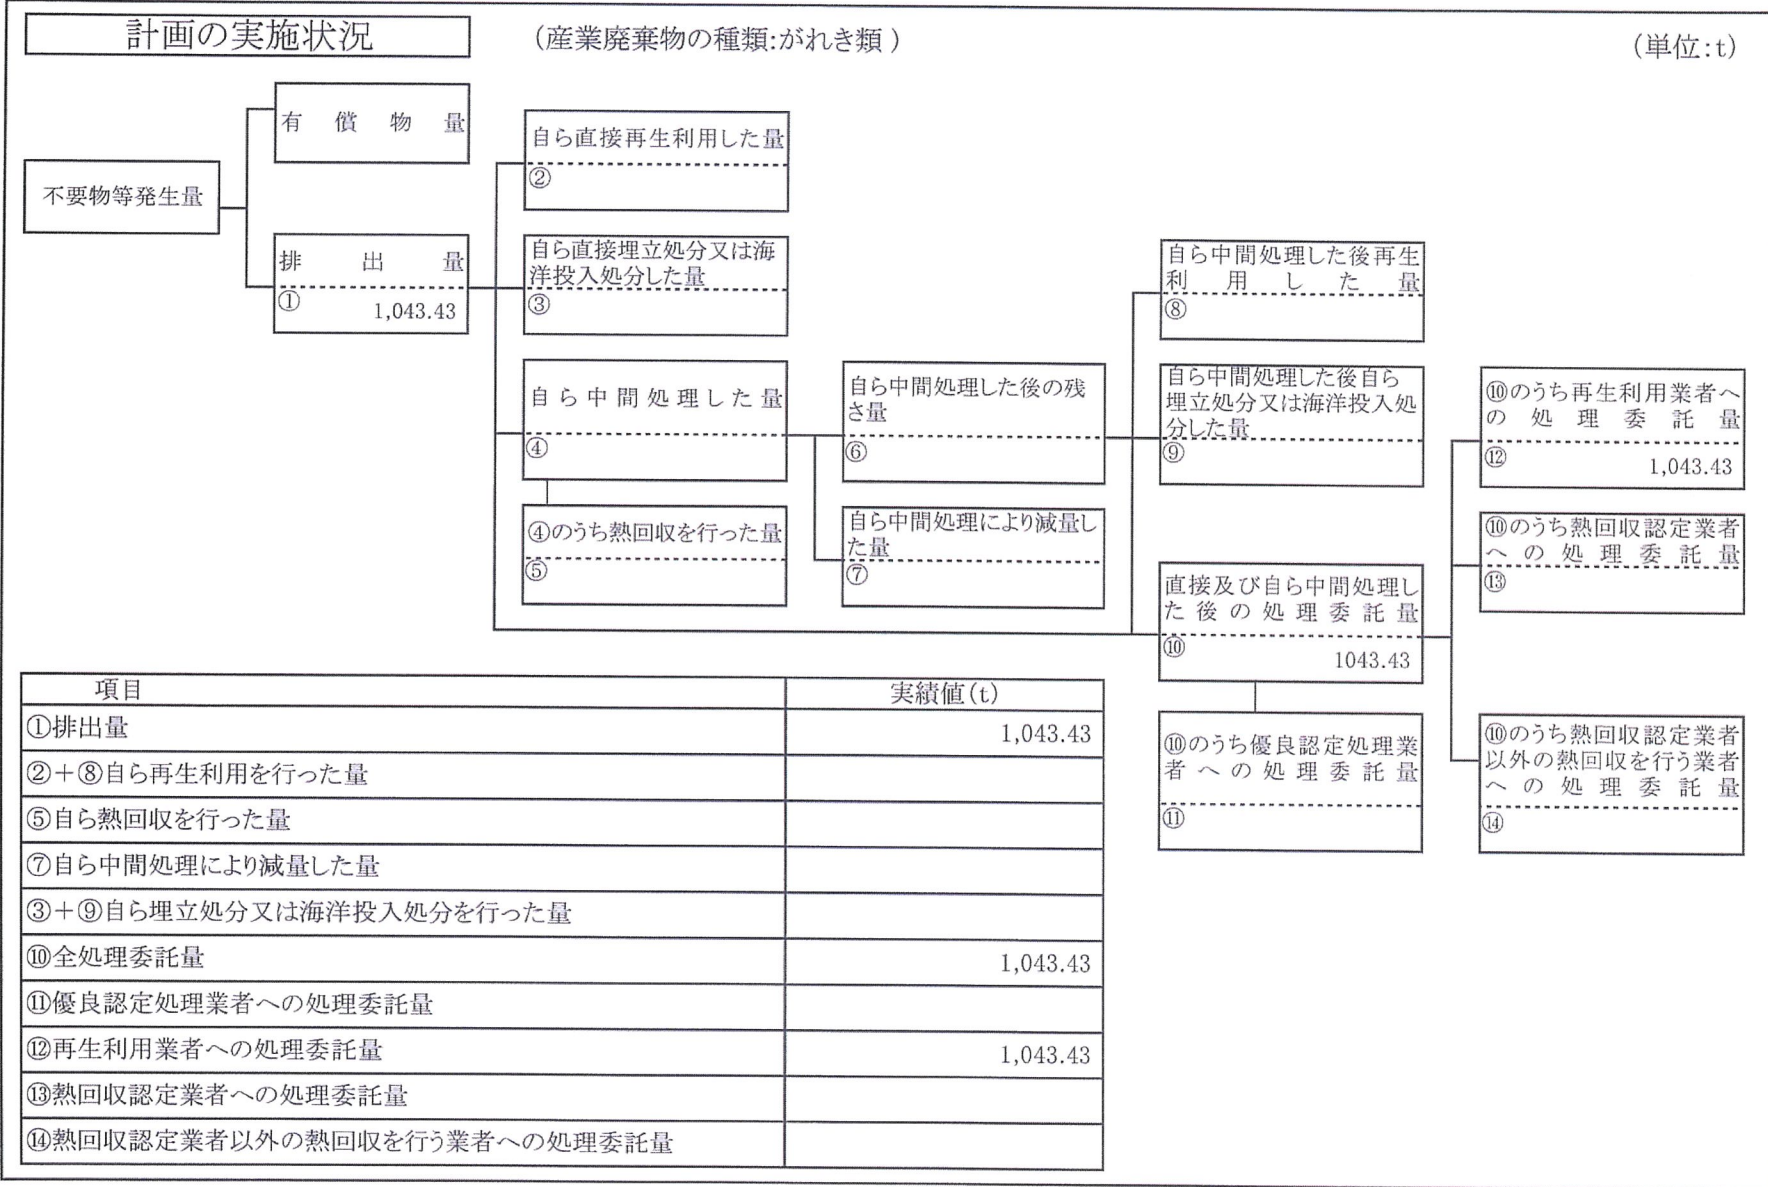 計画の実施状況
(産業廃棄物の種類:がれき類)
(単位:t)
不要物等発生量
有償物量
排出量
①
1,043.43
自ら直接再生利用した量
②
自ら直接埋立処分又は海
洋投入処分した量
③
自ら中間処理した量
④
④のうち熱回収を行った量
⑤
自ら中間処理した後の残
さ量
⑥
自ら中間処理により減量し
た量
⑦
自ら中間処理した後再生
利用した量
⑧
自ら中間処理した後自ら
埋立処分又は海洋投入処
分した量
⑨
直接及び自ら中間処理し
た後の処理委託量
⑩
1043.43
⑩のうち優良認定処理業
者への処理委託量
⑪
⑩のうち再生利用業者へ
の処理委託量
⑫
1,043.43
⑩のうち熱回収認定業者
への処理委託量
⑬
⑩のうち熱回収認定業者
以外の熱回収を行う業者
への処理委託量
⑭
項目 実績値(t)
①排出量 1,043.43
②+⑧自ら再生利用を行った量
⑤自ら熱回収を行った量
⑦自ら中間処理により減量した量
③+⑨自ら埋立処分又は海洋投入処分を行った量
⑩全処理委託量 1,043.43
⑪優良認定処理業者への処理委託量
⑫再生利用業者への処理委託量 1,043.43
⑬熱回収認定業者への処理委託量
⑭熱回収認定業者以外の熱回収を行う業者への処理委託量